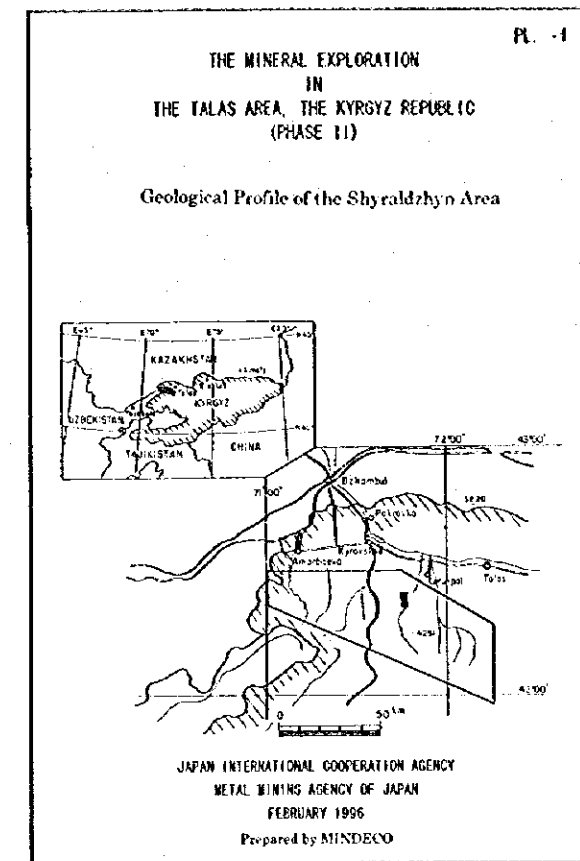 PL. -1
THE MINERAL EXPLORATION
IN
THE TALAS AREA, THE KYRGYZ REPUBLIC
(PHASE II)
Geological Profile of the Shyraldzhyn Area
KAZAKHSTAN
KYRGYZ
UZBEKISTAN
TAJIKISTAN
CHINA
72°00'
43°00'
71°00'
Dzhambul
Pokrovka
Kyrovskoe
Talas
42°00'
0 50 km
JAPAN INTERNATIONAL COOPERATION AGENCY
METAL MINING AGENCY OF JAPAN
FEBRUARY 1996
Prepared by MINDECO